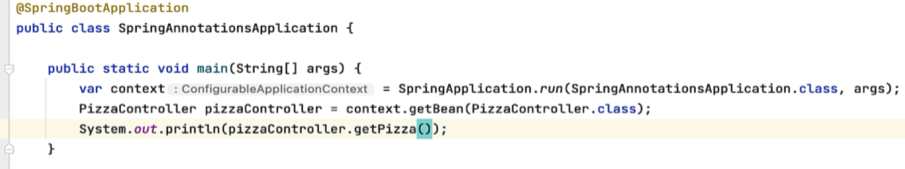 @SpringBootApplication
public class SpringAnnotationsApplication {
public static void main(String[] args) {
var context : ConfigurableApplicationContext = SpringApplication.run(SpringAnnotationsApplication.class, args);
PizzaController pizzaController = context.getBean(PizzaController.class);
System.out.println(pizzaController.getPizza());
}